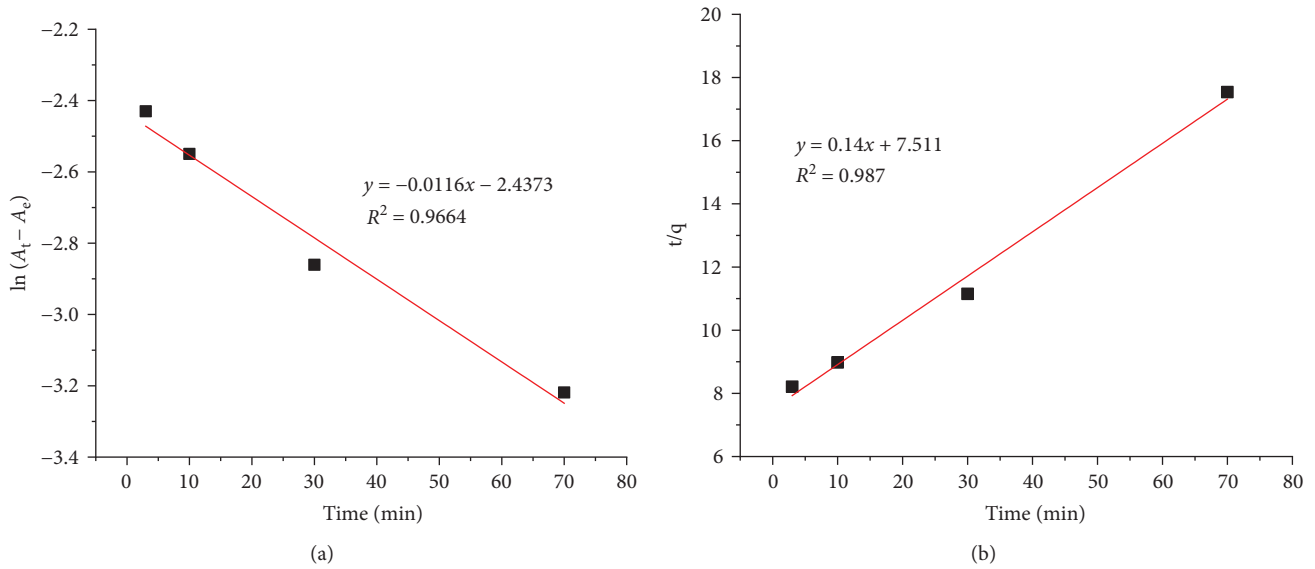 −2.2
−2.4
−2.6
−2.8
−3.0
−3.2
−3.4
ln (A_t − A_e)
y = −0.0116x − 2.4373
R² = 0.9664
0 10 20 30 40 50 60 70 80
Time (min)
(a)
20
18
16
14
12
10
8
6
t/q
y = 0.14x + 7.511
R² = 0.987
0 10 20 30 40 50 60 70 80
Time (min)
(b)